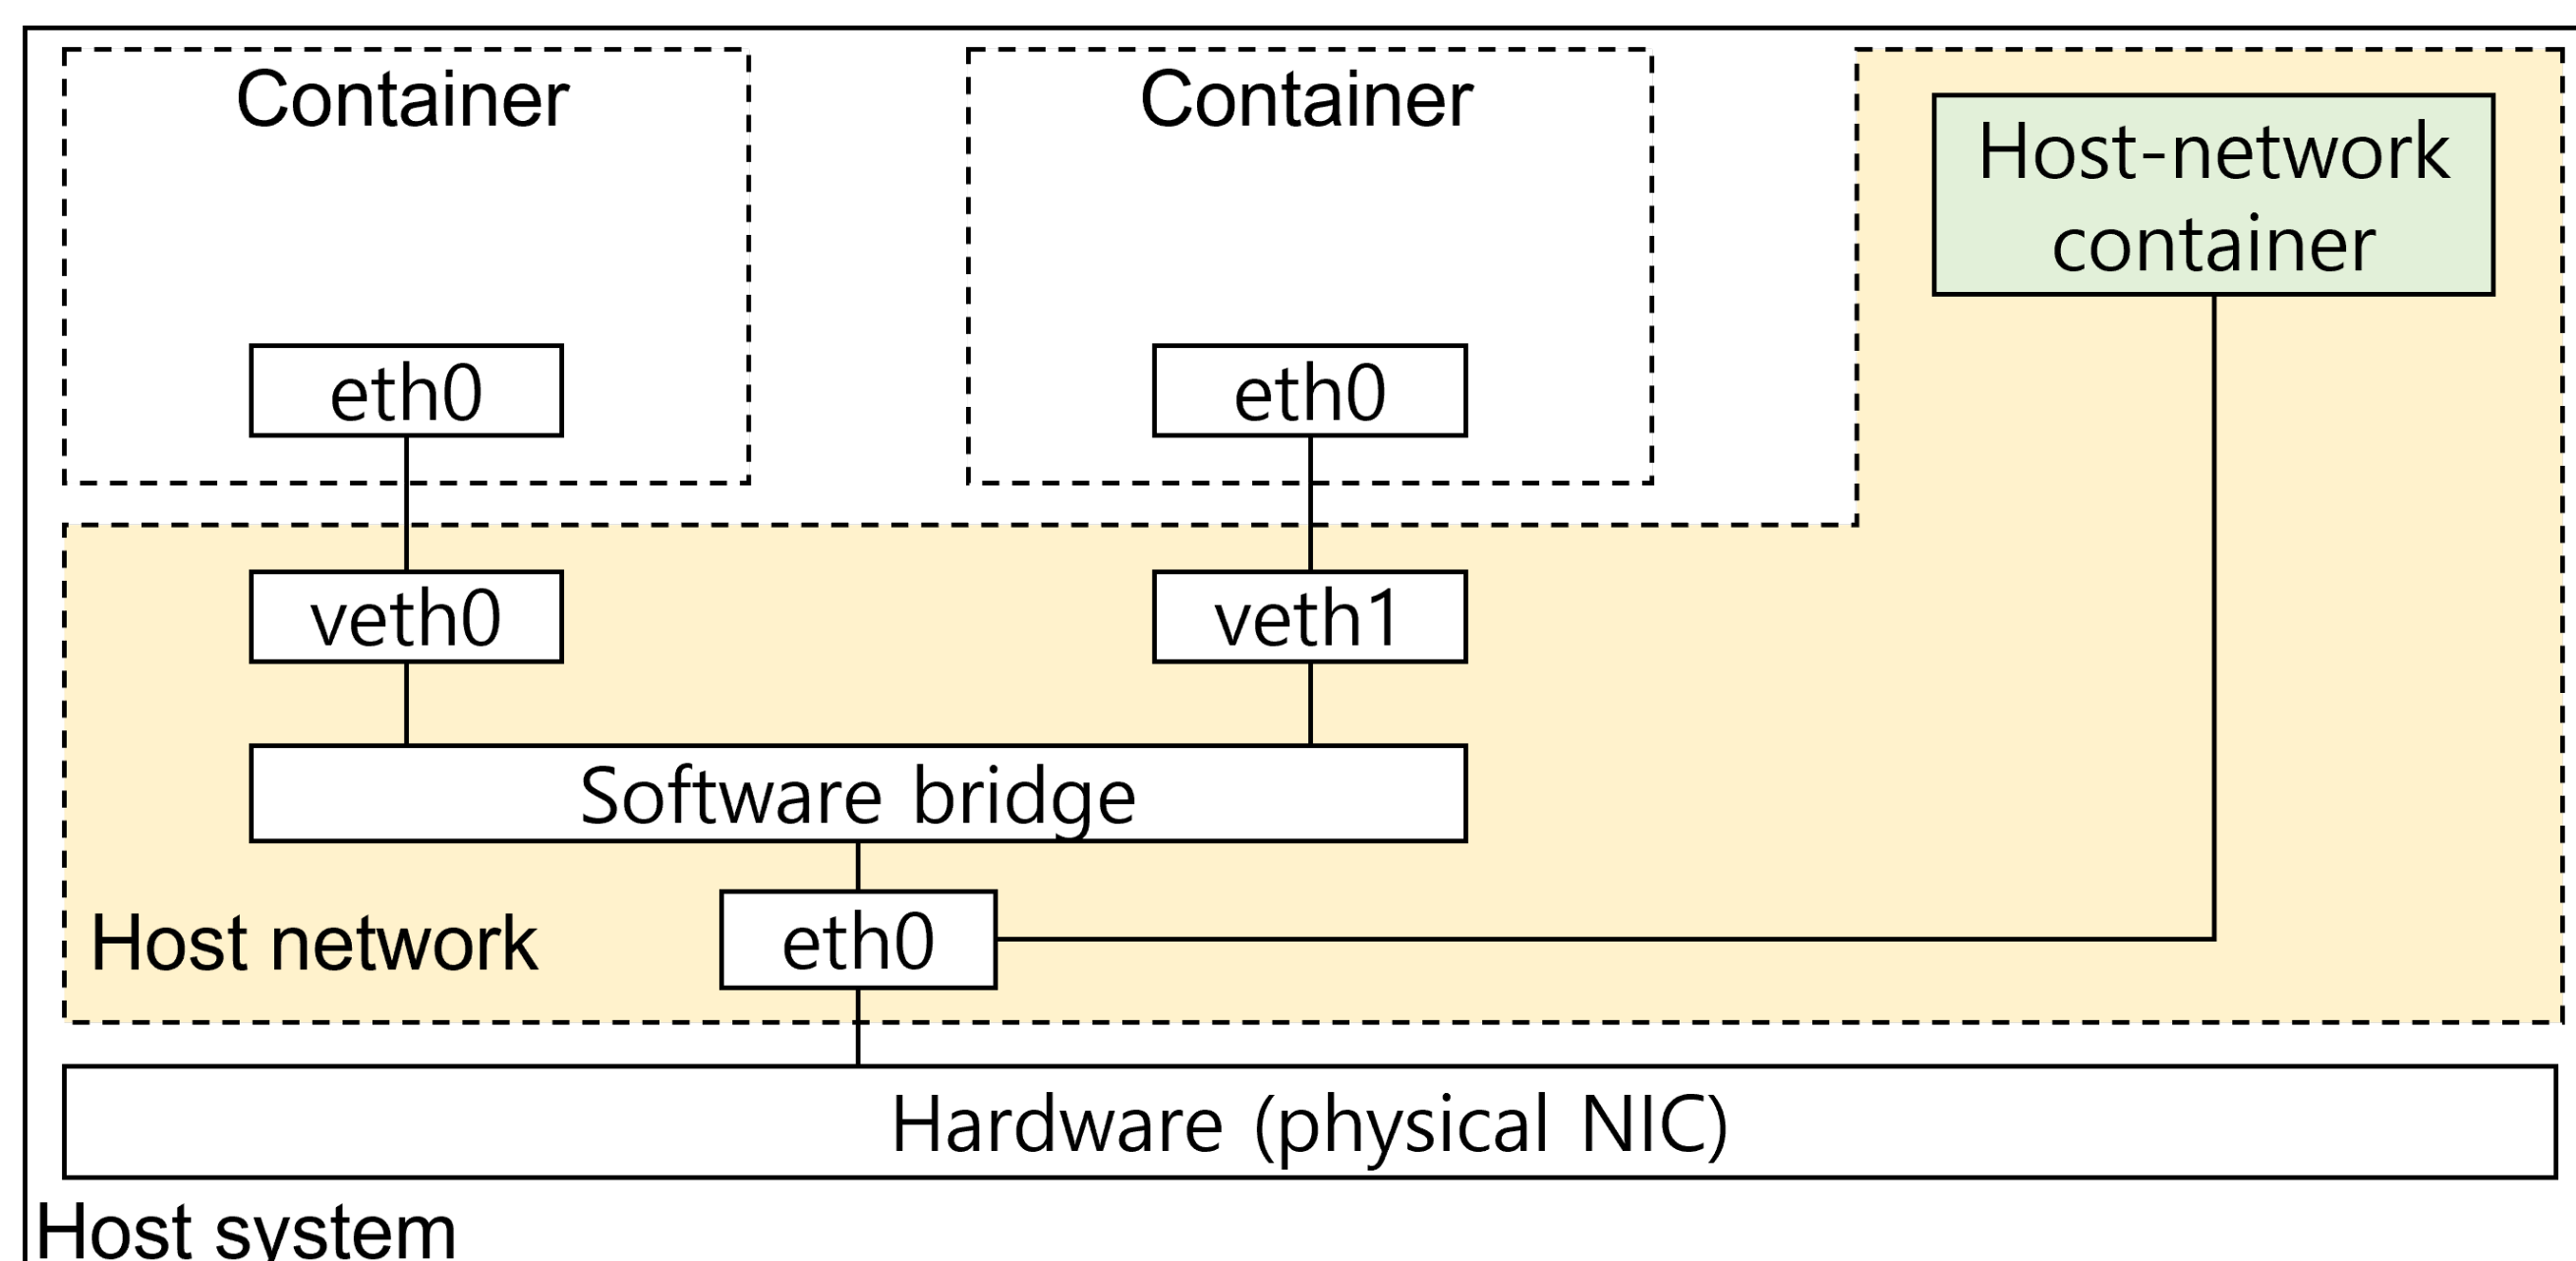 Container
Container
Host-network
container
eth0
eth0
veth0
veth1
Software bridge
Host network
eth0
Hardware (physical NIC)
Host system